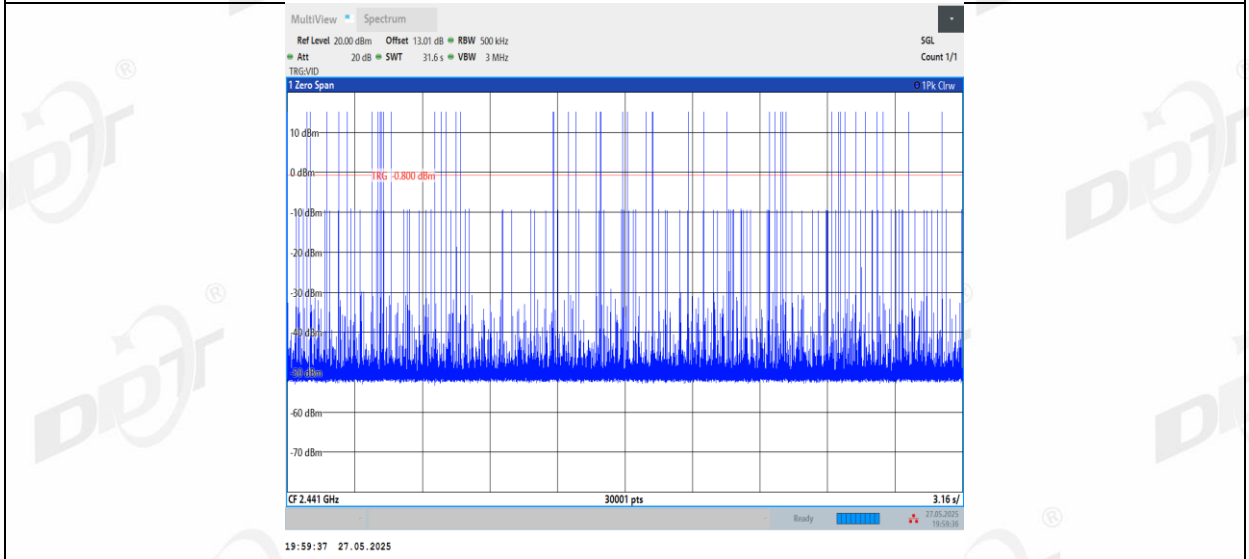 MultiView Spectrum
Ref Level 20.00 dBm Offset 13.01 dB RBW 500 kHz SGL
Att 20 dB SWT 31.6 s VBW 3 MHz Count 1/1
TRG:VID
1 Zero Span 1Pk Clrw
10 dBm
0 dBm
TRG -0.800 dBm
-10 dBm
-20 dBm
-30 dBm
-40 dBm
-50 dBm
-60 dBm
-70 dBm
CF 2.441 GHz 30001 pts 3.16 s/
Ready 27.05.2025
19:59:36
19:59:37 27.05.2025
DDT ®